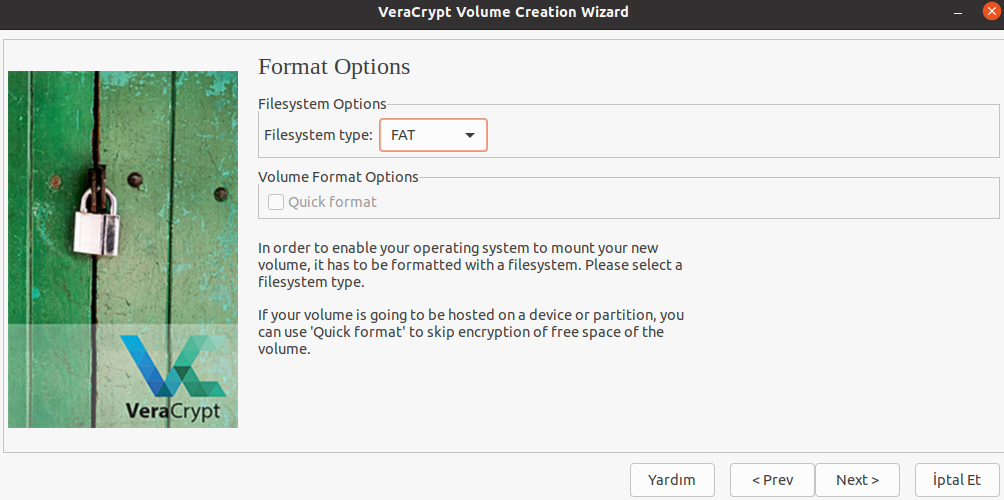 VeraCrypt Volume Creation Wizard
Format Options
Filesystem Options
Filesystem type: FAT
Volume Format Options
Quick format
In order to enable your operating system to mount your new
volume, it has to be formatted with a filesystem. Please select a
filesystem type.
If your volume is going to be hosted on a device or partition, you
can use 'Quick format' to skip encryption of free space of the
volume.
VeraCrypt
Yardım
< Prev
Next >
İptal Et